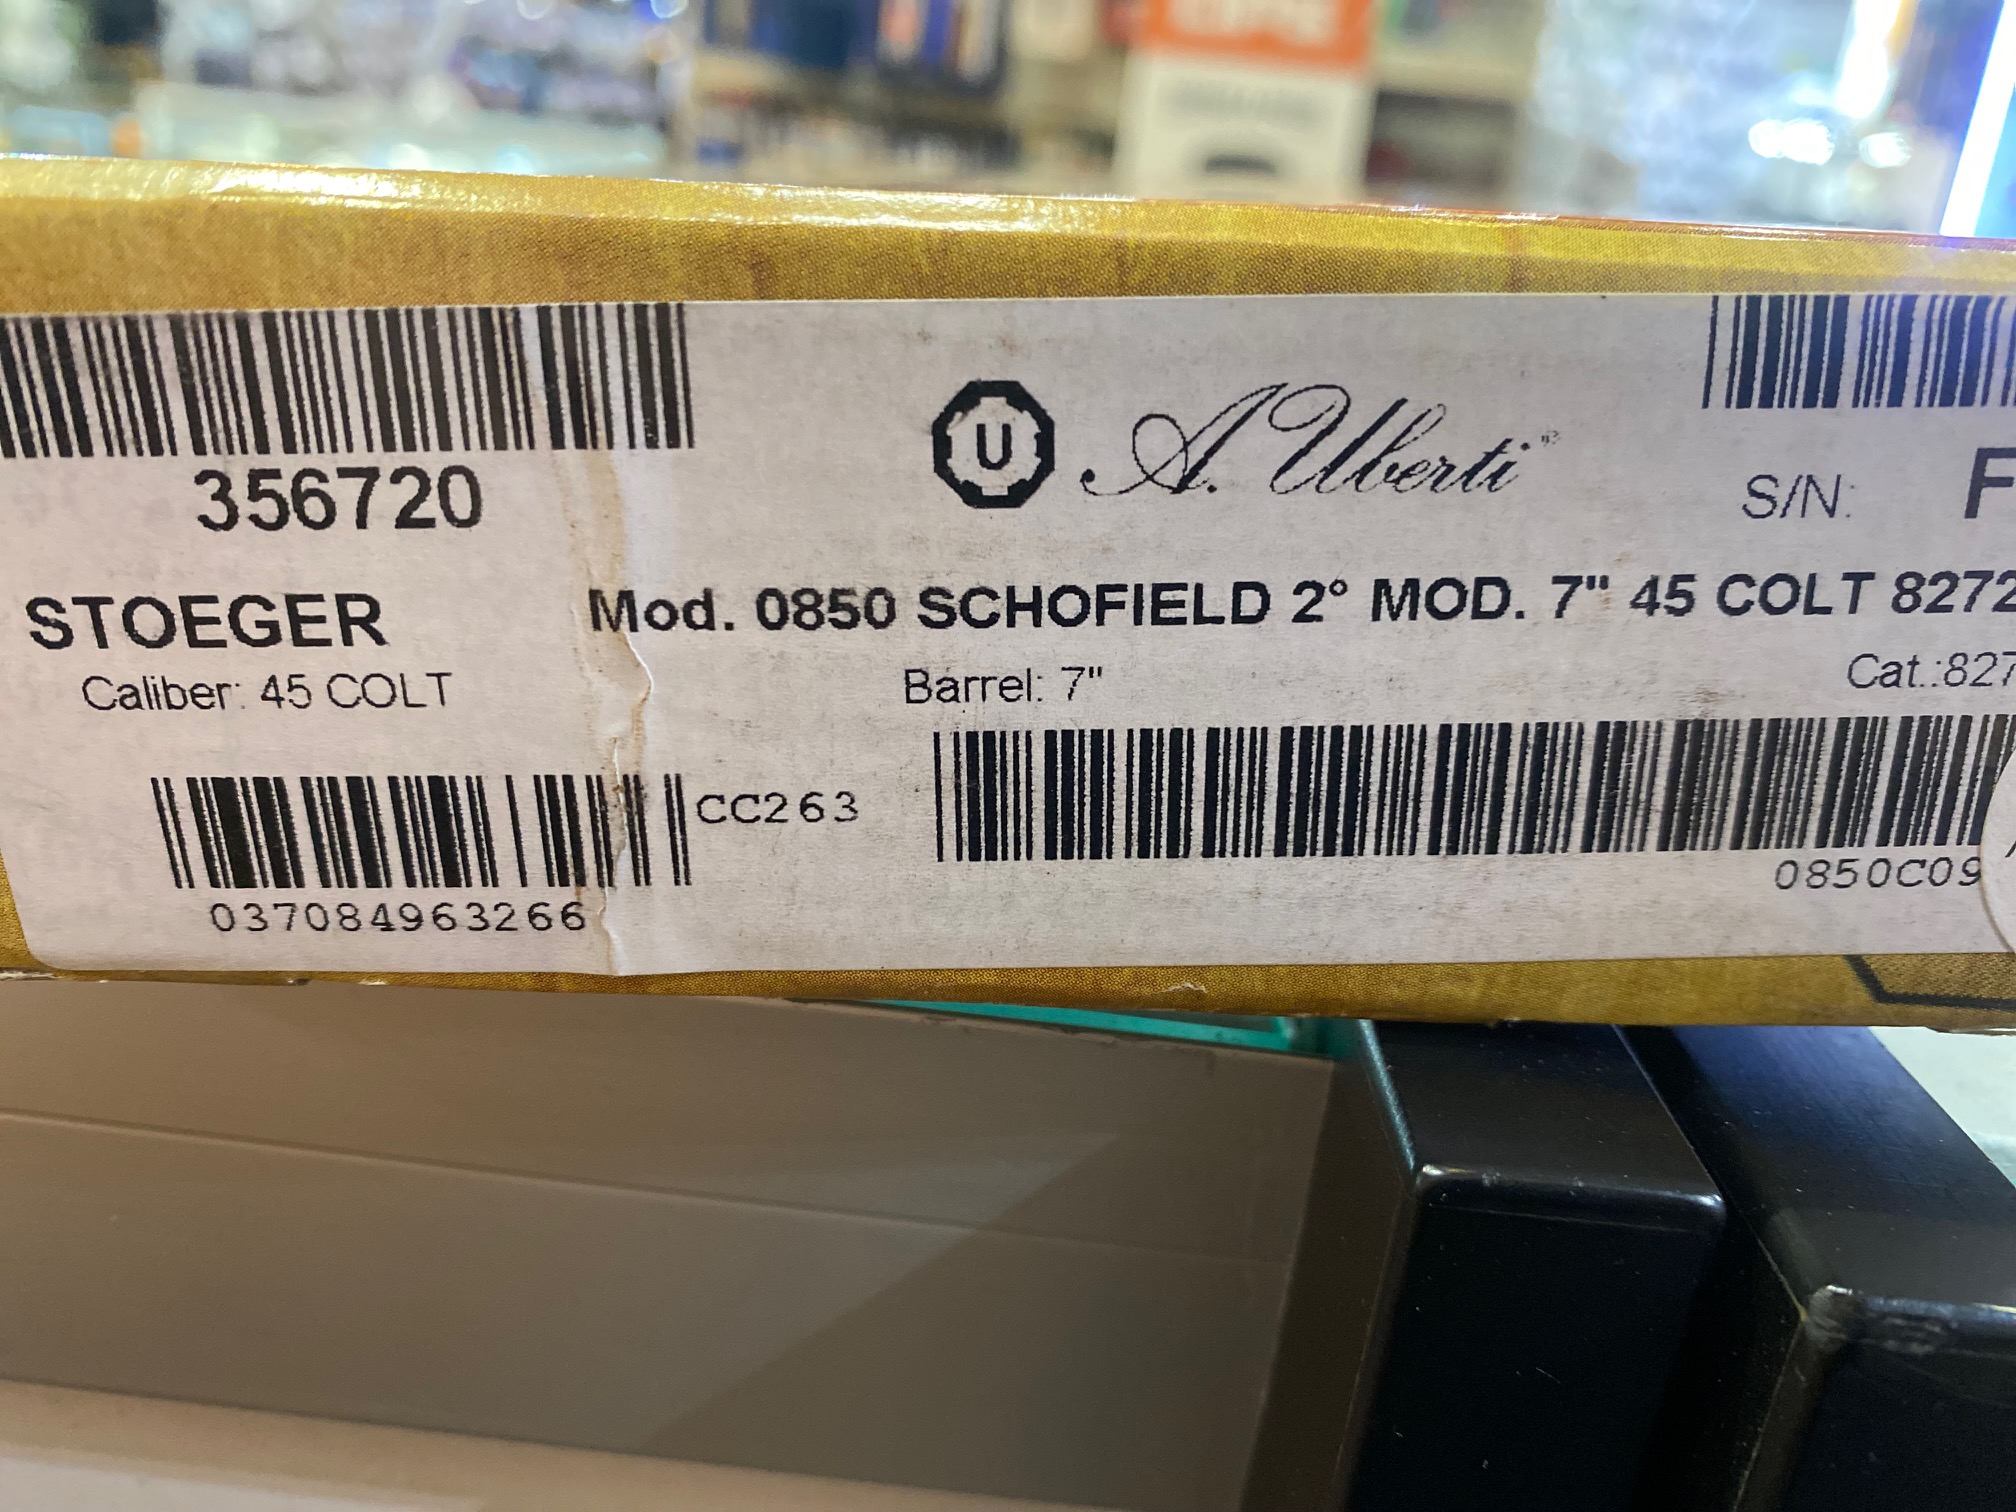 356720
U A. Uberti
S/N: F
STOEGER
Mod. 0850 SCHOFIELD 2° MOD. 7" 45 COLT 8272
Caliber: 45 COLT
Barrel: 7"
Cat.:827
CC263
037084963266
0850C09